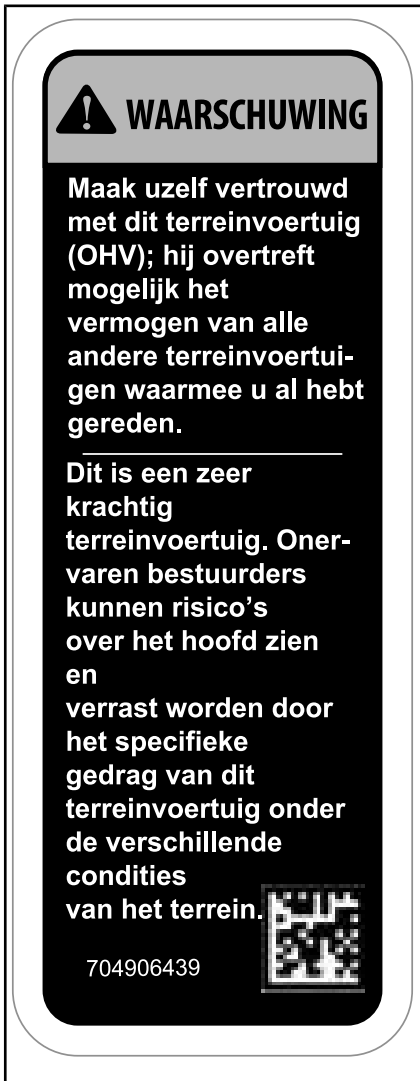 WAARSCHUWING
Maak uzelf vertrouwd
met dit terreinvoertuig
(OHV); hij overtreft
mogelijk het
vermogen van alle
andere terreinvoertui-
gen waarmee u al hebt
gereden.
Dit is een zeer
krachtig
terreinvoertuig. Oner-
varen bestuurders
kunnen risico's
over het hoofd zien
en
verrast worden door
het specifieke
gedrag van dit
terreinvoertuig onder
de verschillende
condities
van het terrein.
704906439